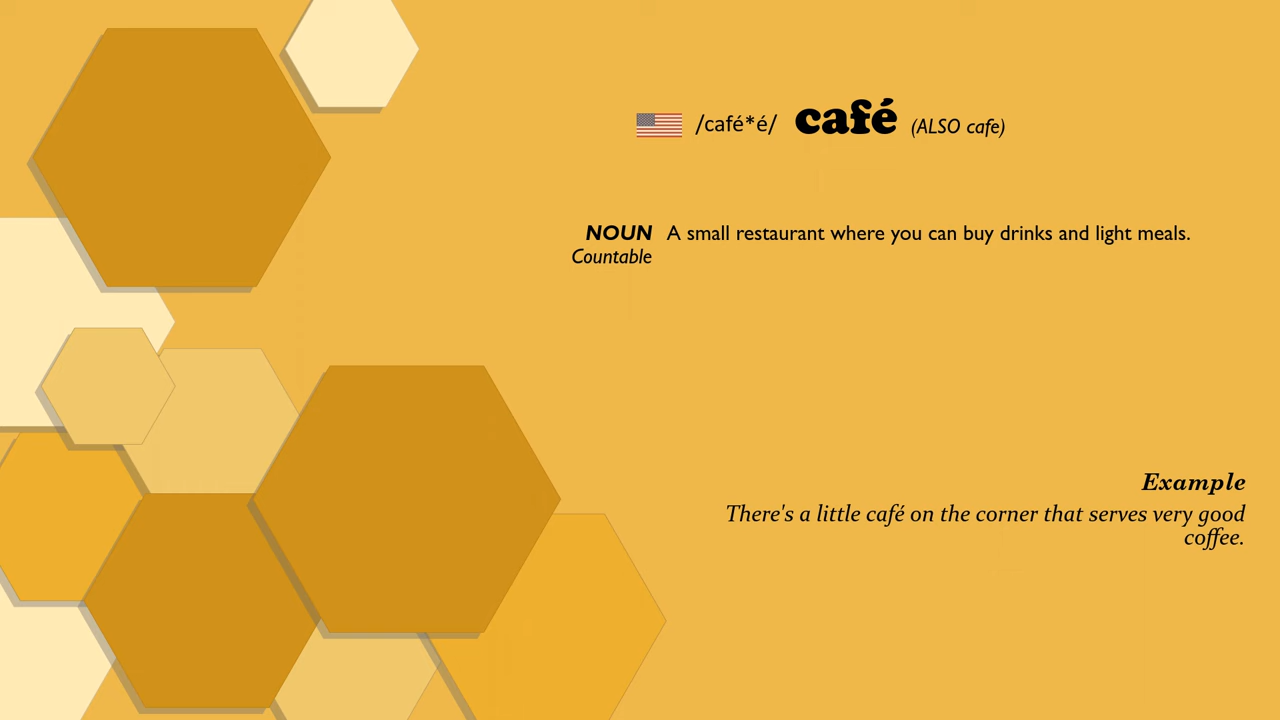 /café*é/ café (ALSO cafe)
NOUN A small restaurant where you can buy drinks and light meals.
Countable
Example
There's a little café on the corner that serves very good
coffee.